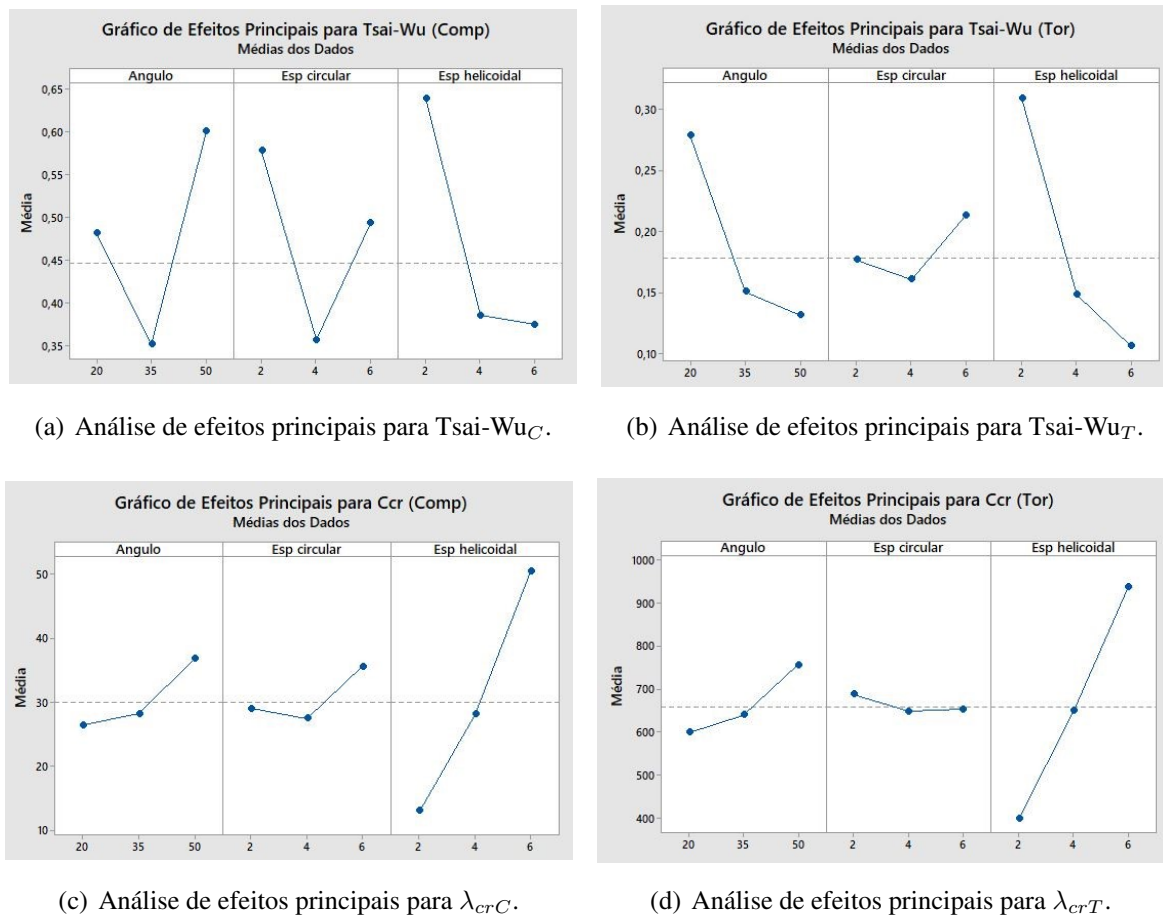 Gráfico de Efeitos Principais para Tsai-Wu (Comp)
Médias dos Dados
Angulo Esp circular Esp helicoidal
Média
0,65
0,60
0,55
0,50
0,45
0,40
0,35
20 35 50 2 4 6 2 4 6
(a) Análise de efeitos principais para Tsai-Wu_C.
Gráfico de Efeitos Principais para Tsai-Wu (Tor)
Médias dos Dados
Angulo Esp circular Esp helicoidal
Média
0,30
0,25
0,20
0,15
0,10
20 35 50 2 4 6 2 4 6
(b) Análise de efeitos principais para Tsai-Wu_T.
Gráfico de Efeitos Principais para Ccr (Comp)
Médias dos Dados
Angulo Esp circular Esp helicoidal
Média
50
40
30
20
10
20 35 50 2 4 6 2 4 6
(c) Análise de efeitos principais para λ_crC.
Gráfico de Efeitos Principais para Ccr (Tor)
Médias dos Dados
Angulo Esp circular Esp helicoidal
Média
1000
900
800
700
600
500
400
20 35 50 2 4 6 2 4 6
(d) Análise de efeitos principais para λ_crT.